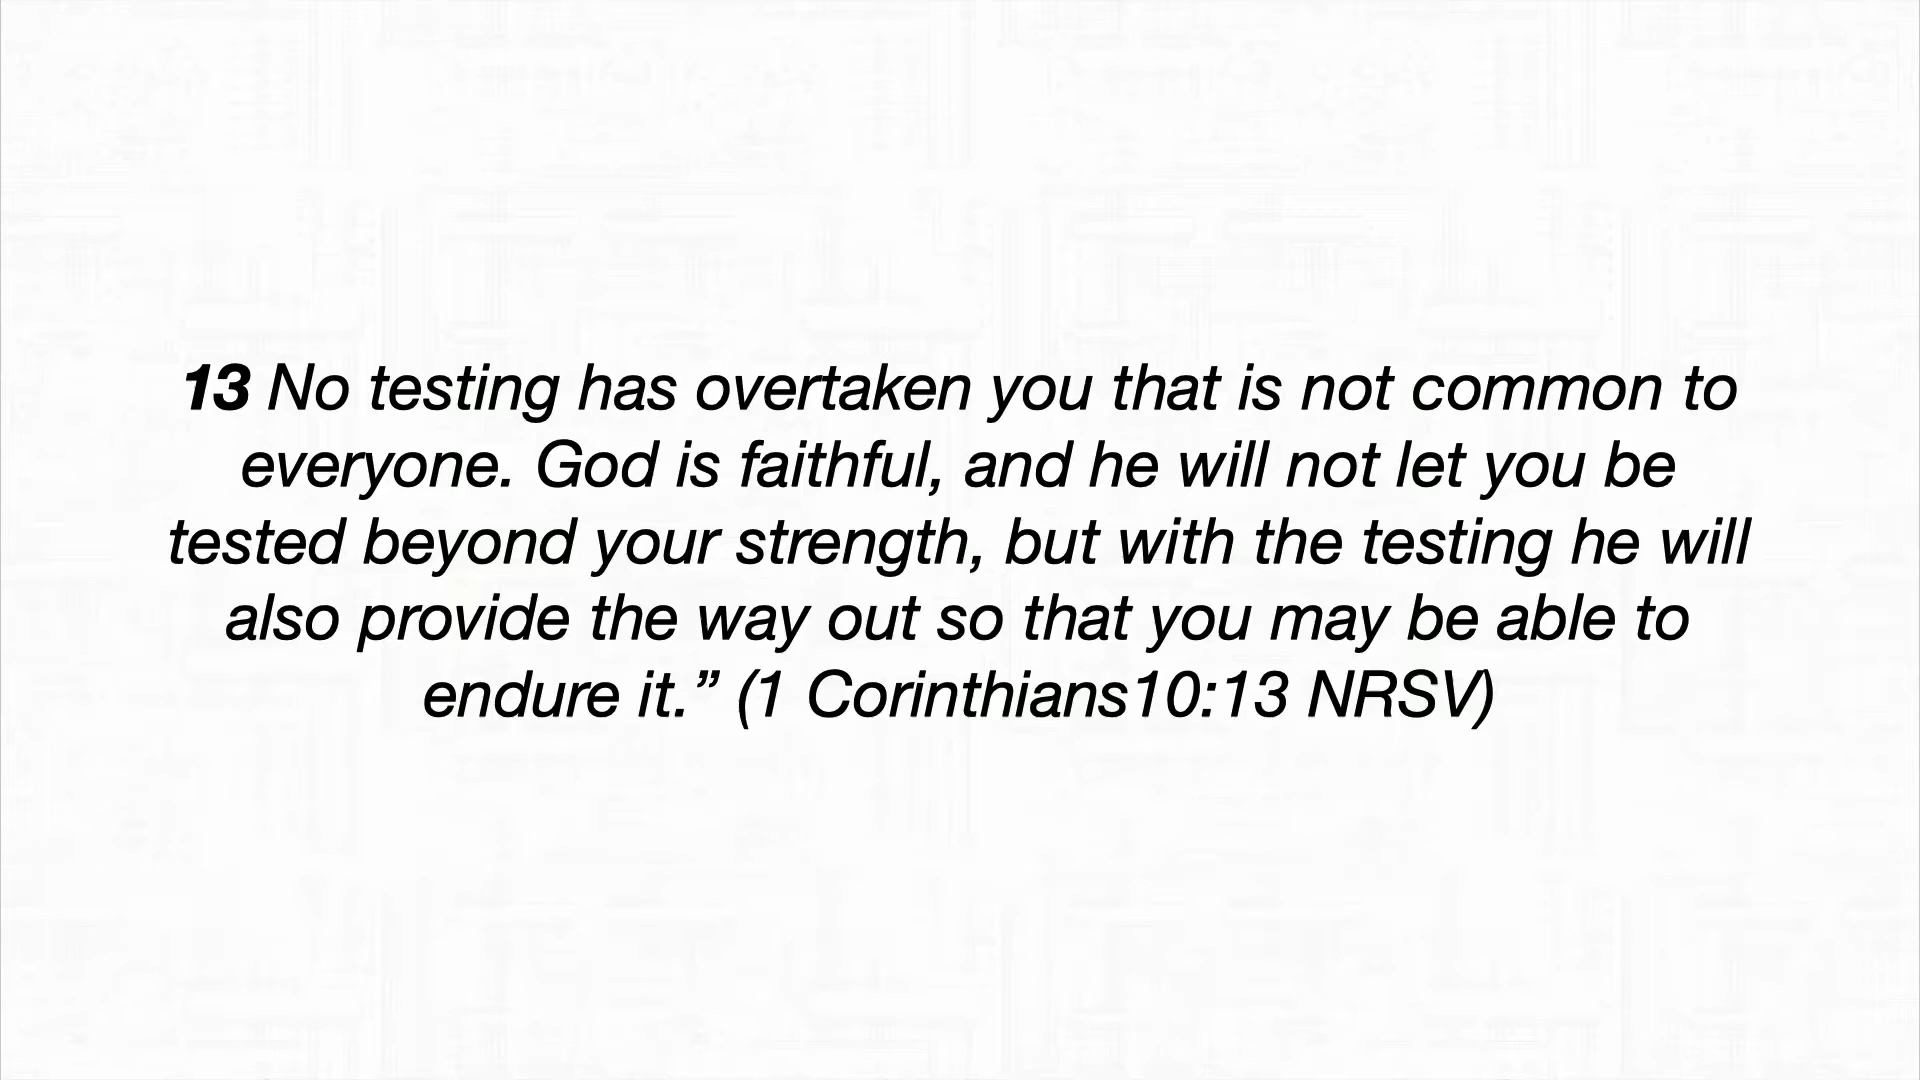 13 No testing has overtaken you that is not common to
everyone. God is faithful, and he will not let you be
tested beyond your strength, but with the testing he will
also provide the way out so that you may be able to
endure it.” (1 Corinthians10:13 NRSV)